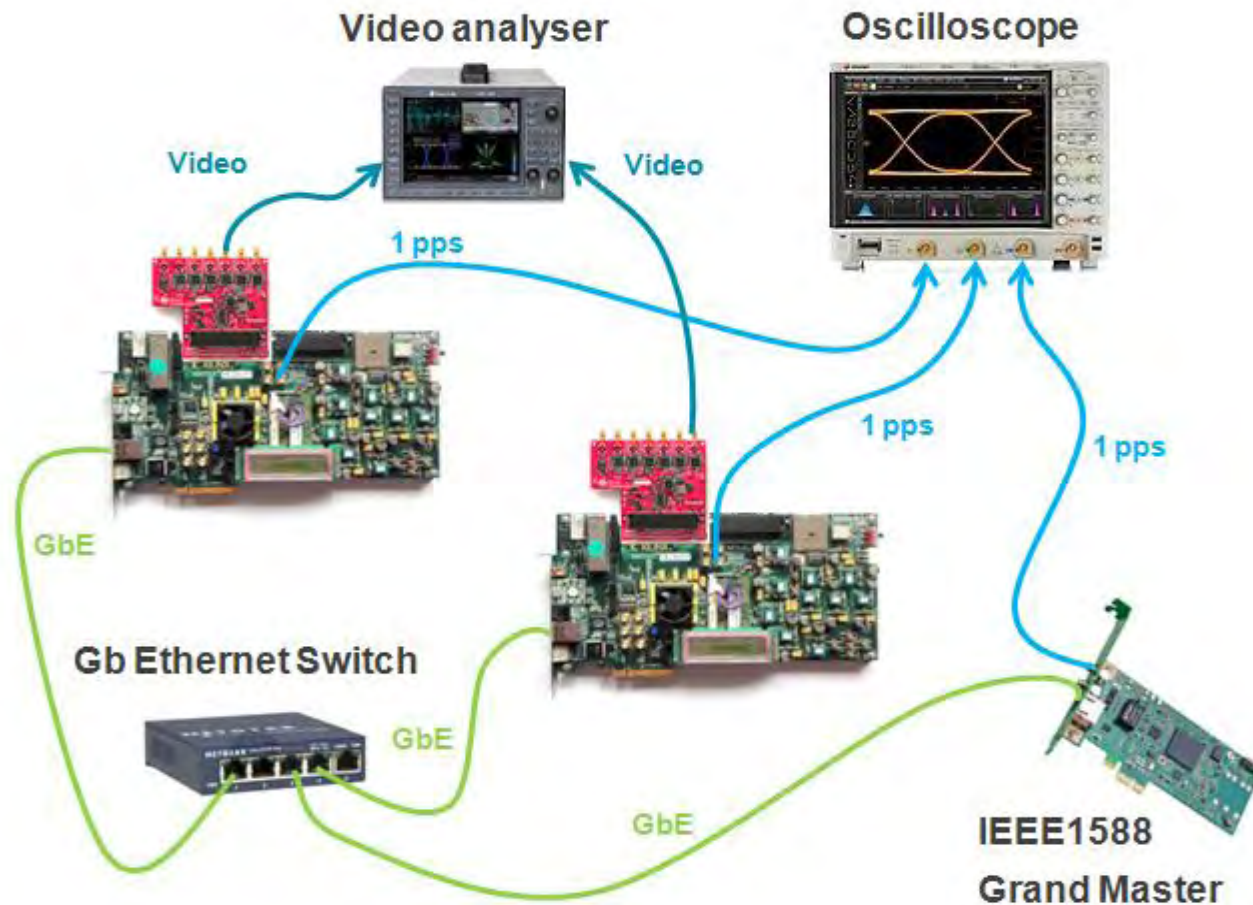 Video analyser
Oscilloscope
Video
Video
1 pps
1 pps
1 pps
GbE
Gb Ethernet Switch
NETGEAR
GbE
GbE
IEEE1588
Grand Master